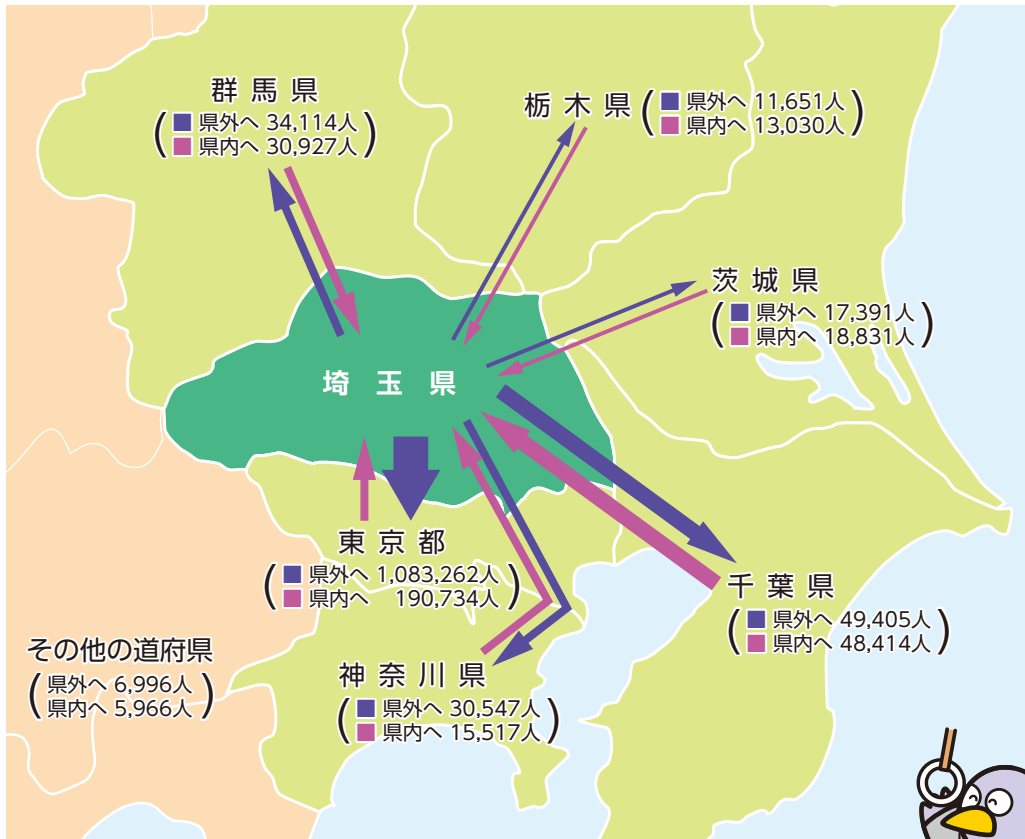 群馬県
(■ 県外へ 34,114人
■ 県内へ 30,927人)
栃木県
(■ 県外へ 11,651人
■ 県内へ 13,030人)
茨城県
(■ 県外へ 17,391人
■ 県内へ 18,831人)
埼玉県
東京都
(■ 県外へ 1,083,262人
■ 県内へ 190,734人)
千葉県
(■ 県外へ 49,405人
■ 県内へ 48,414人)
その他の道府県
(県外へ 6,996人
県内へ 5,966人)
神奈川県
(■ 県外へ 30,547人
■ 県内へ 15,517人)